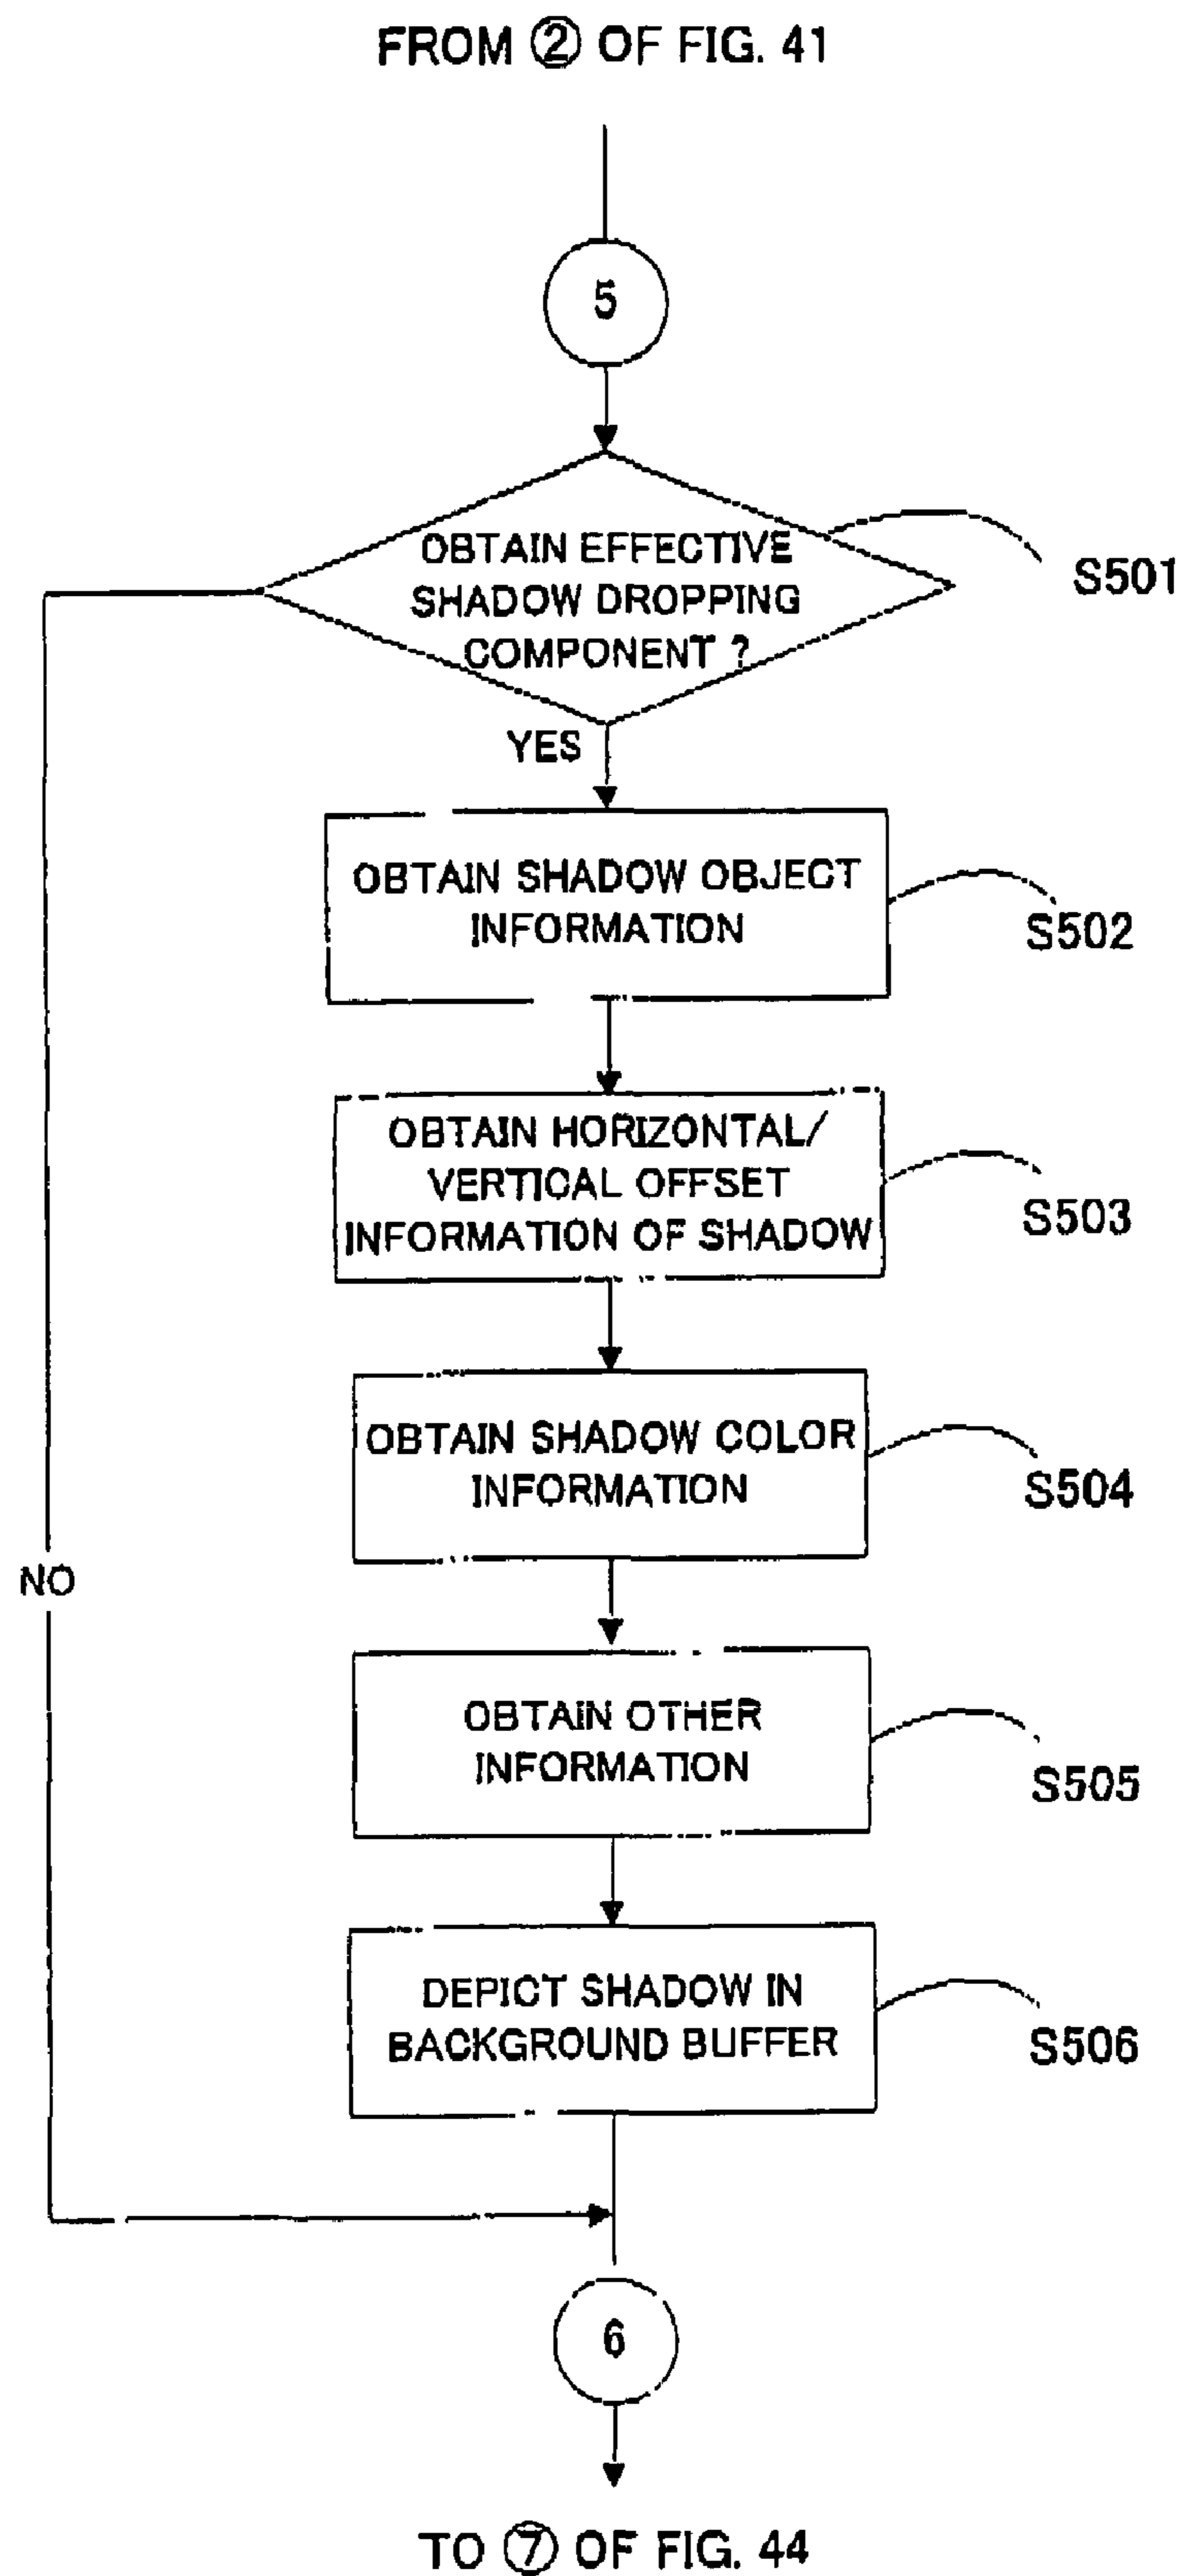 FROM ② OF FIG. 41
5
OBTAIN EFFECTIVE
SHADOW DROPPING
COMPONENT ?
S501
YES
OBTAIN SHADOW OBJECT
INFORMATION
S502
OBTAIN HORIZONTAL/
VERTICAL OFFSET
INFORMATION OF SHADOW
S503
OBTAIN SHADOW COLOR
INFORMATION
S504
NO
OBTAIN OTHER
INFORMATION
S505
DEPICT SHADOW IN
BACKGROUND BUFFER
S506
6
TO ⑦ OF FIG. 44